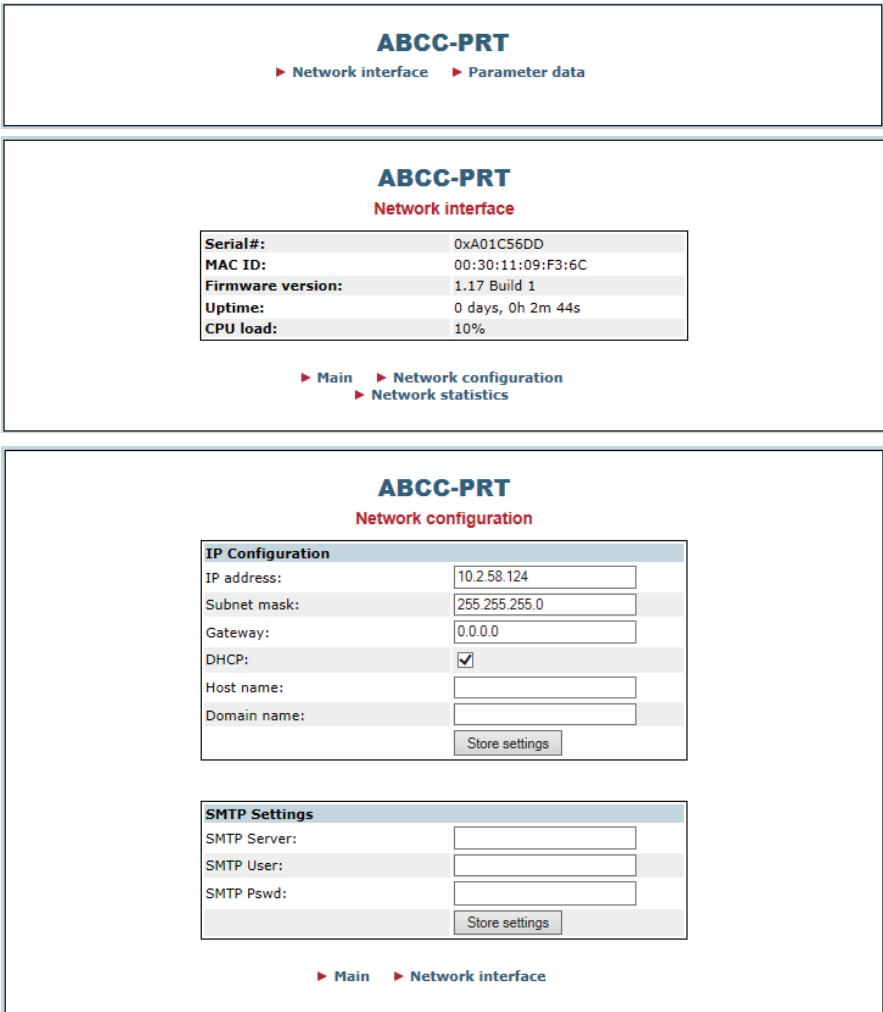 ABCC-PRT
Network interface Parameter data
ABCC-PRT
Network interface
Serial#: 0xA01C56DD
MAC ID: 00:30:11:09:F3:6C
Firmware version: 1.17 Build 1
Uptime: 0 days, 0h 2m 44s
CPU load: 10%
Main Network configuration
Network statistics
ABCC-PRT
Network configuration
IP Configuration
IP address: 10.2.58.124
Subnet mask: 255.255.255.0
Gateway: 0.0.0.0
DHCP:
Host name:
Domain name:
Store settings
SMTP Settings
SMTP Server:
SMTP User:
SMTP Pswd:
Store settings
Main Network interface